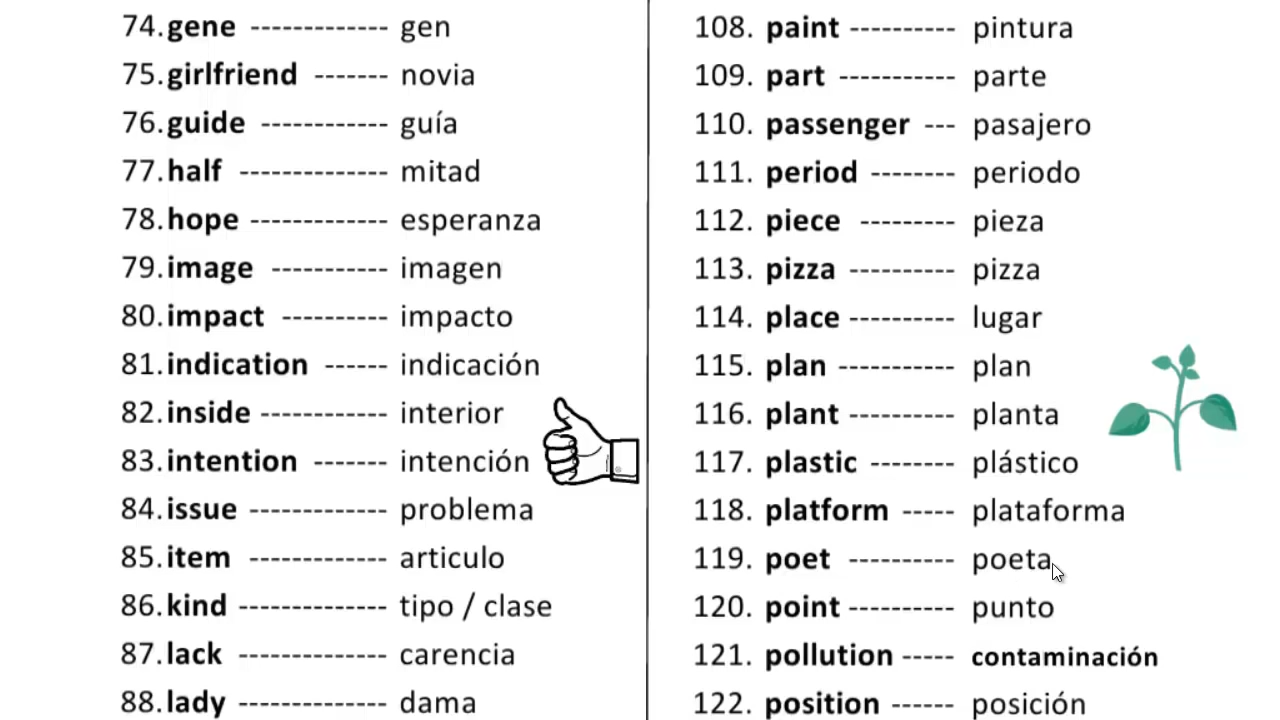 74. gene ------------- gen
75. girlfriend ------- novia
76. guide ------------ guía
77. half -------------- mitad
78. hope ------------- esperanza
79. image ----------- imagen
80. impact ---------- impacto
81. indication ------ indicación
82. inside ------------ interior
83. intention ------- intención
84. issue ------------- problema
85. item ------------- articulo
86. kind -------------- tipo / clase
87. lack -------------- carencia
88. lady -------------- dama
108. paint ---------- pintura
109. part ----------- parte
110. passenger --- pasajero
111. period -------- periodo
112. piece --------- pieza
113. pizza ---------- pizza
114. place ---------- lugar
115. plan ----------- plan
116. plant ---------- planta
117. plastic -------- plástico
118. platform ----- plataforma
119. poet ---------- poeta
120. point ---------- punto
121. pollution ----- contaminación
122. position ------ posición